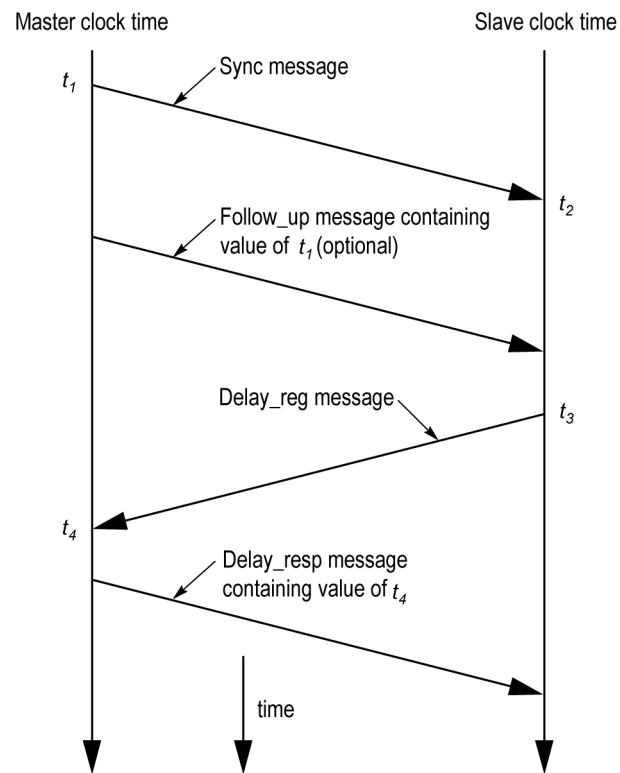 Master clock time
Slave clock time
Sync message
t1
t2
Follow_up message containing
value of t1 (optional)
Delay_reg message
t3
t4
Delay_resp message
containing value of t4
time